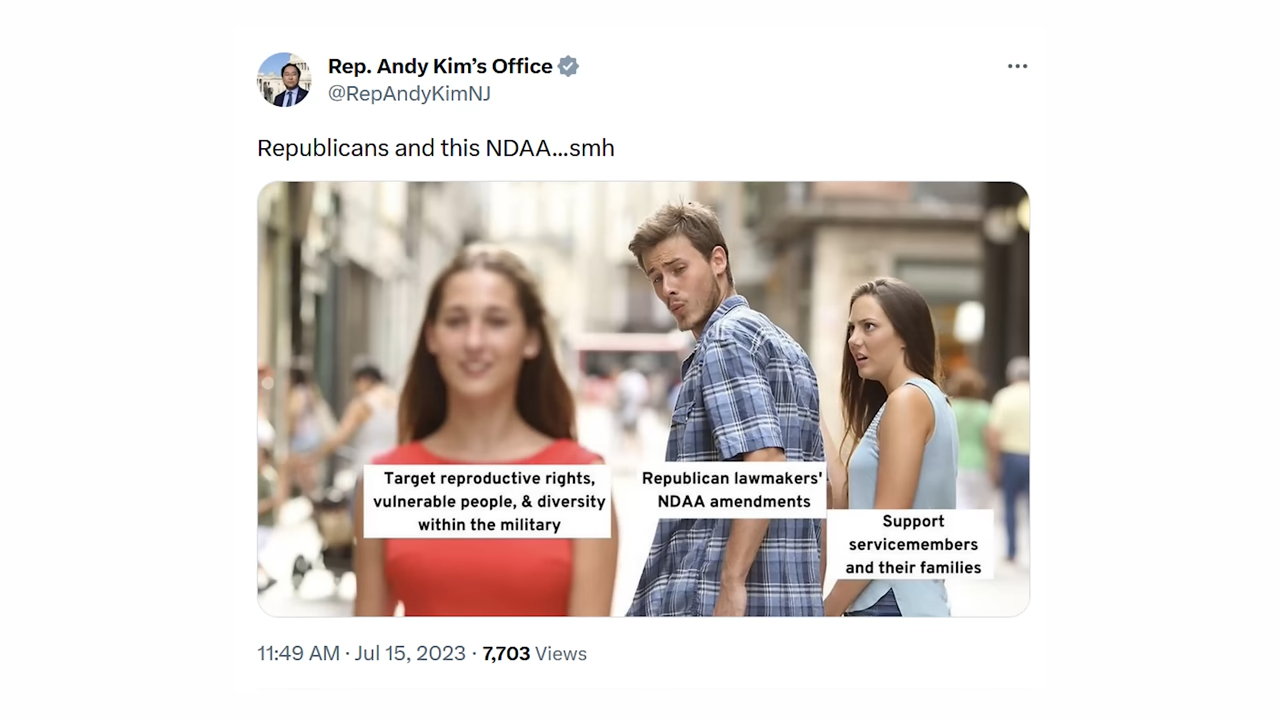 Rep. Andy Kim's Office
@RepAndyKimNJ
Republicans and this NDAA...smh
Target reproductive rights,
vulnerable people, & diversity
within the military
Republican lawmakers'
NDAA amendments
Support
servicemembers
and their families
11:49 AM · Jul 15, 2023 · 7,703 Views